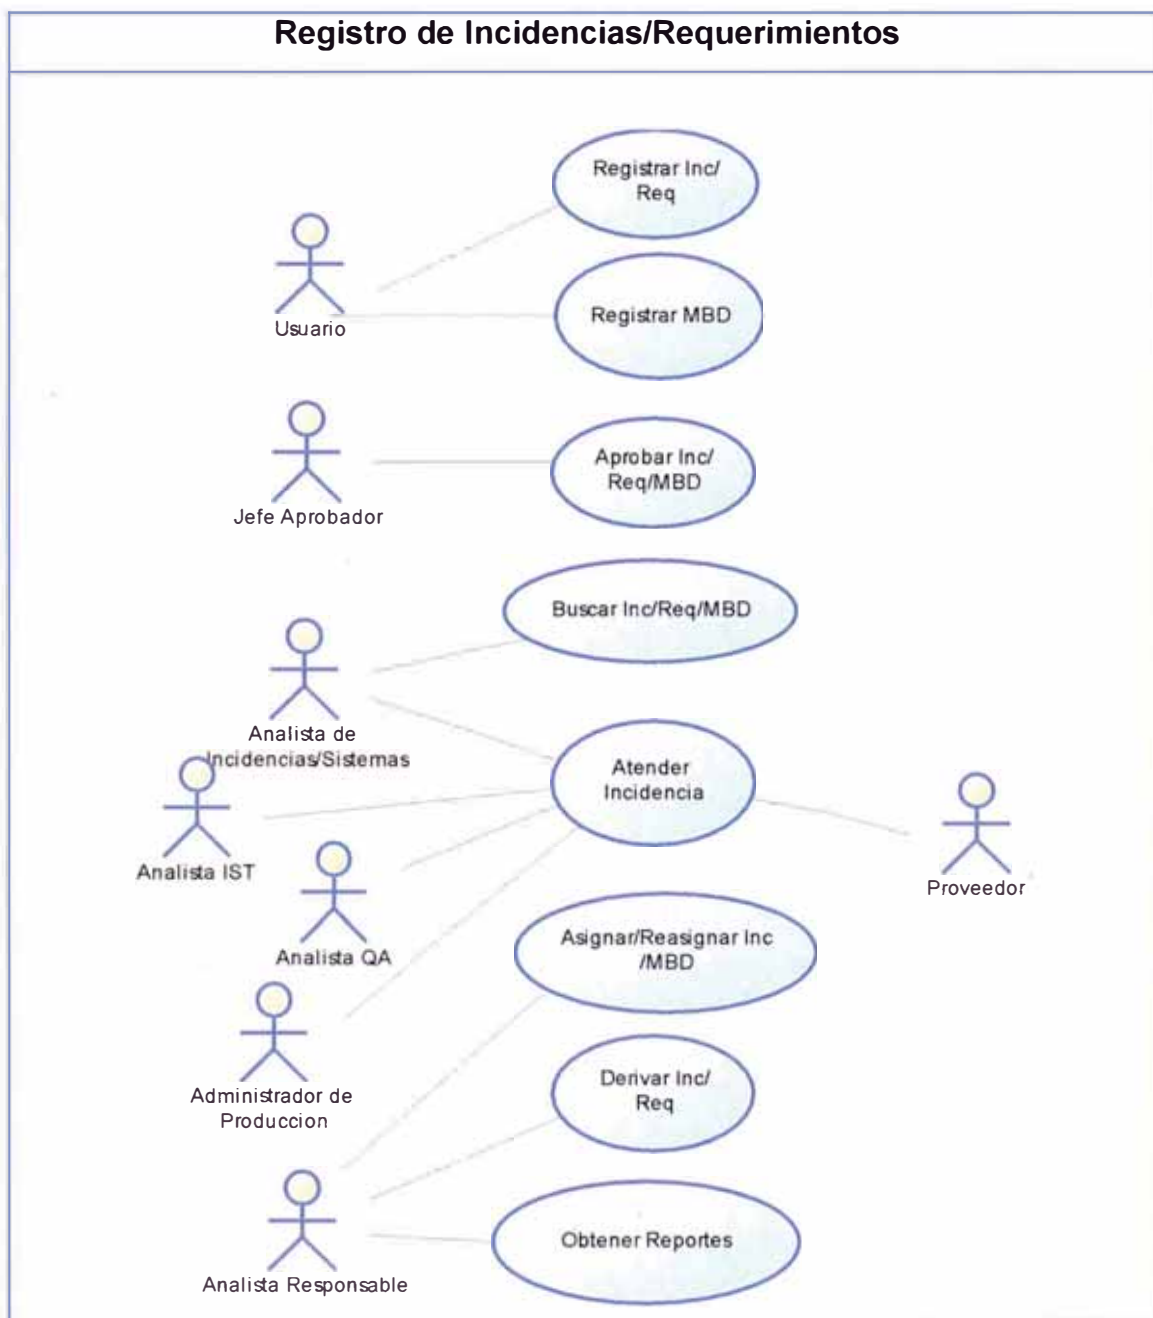 Registro de Incidencias/Requerimientos
Registrar Inc/
Req
Usuario
Registrar MBD
Jefe Aprobador
Aprobar Inc/
Req/MBD
Buscar Inc/Req/MBD
Analista de
Incidencias/Sistemas
Atender
Incidencia
Analista IST
Proveedor
Analista QA
Asignar/Reasignar Inc
/MBD
Administrador de
Produccion
Derivar Inc/
Req
Analista Responsable
Obtener Reportes